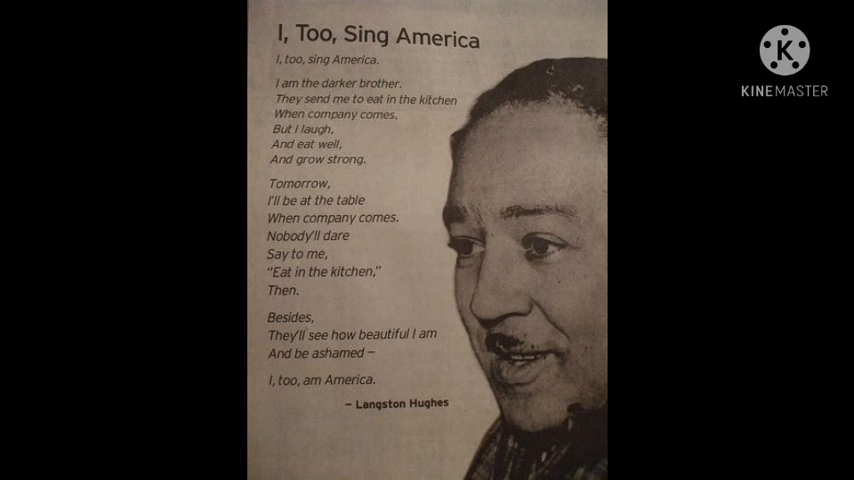 I, Too, Sing America
I, too, sing America.
I am the darker brother.
They send me to eat in the kitchen
When company comes,
But I laugh,
And eat well,
And grow strong.
Tomorrow,
I'll be at the table
When company comes.
Nobody'll dare
Say to me,
“Eat in the kitchen,”
Then.
Besides,
They'll see how beautiful I am
And be ashamed –
I, too, am America.
– Langston Hughes
K
KINEMASTER